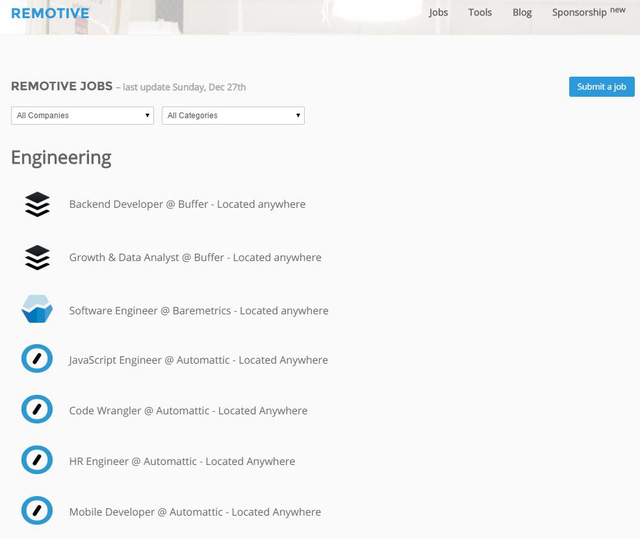 REMOTIVE
Jobs Tools Blog Sponsorship new
REMOTIVE JOBS – last update Sunday, Dec 27th
Submit a job
All Companies
All Categories
Engineering
Backend Developer @ Buffer - Located anywhere
Growth & Data Analyst @ Buffer - Located anywhere
Software Engineer @ Baremetrics - Located anywhere
JavaScript Engineer @ Automattic - Located Anywhere
Code Wrangler @ Automattic - Located Anywhere
HR Engineer @ Automattic - Located Anywhere
Mobile Developer @ Automattic - Located Anywhere